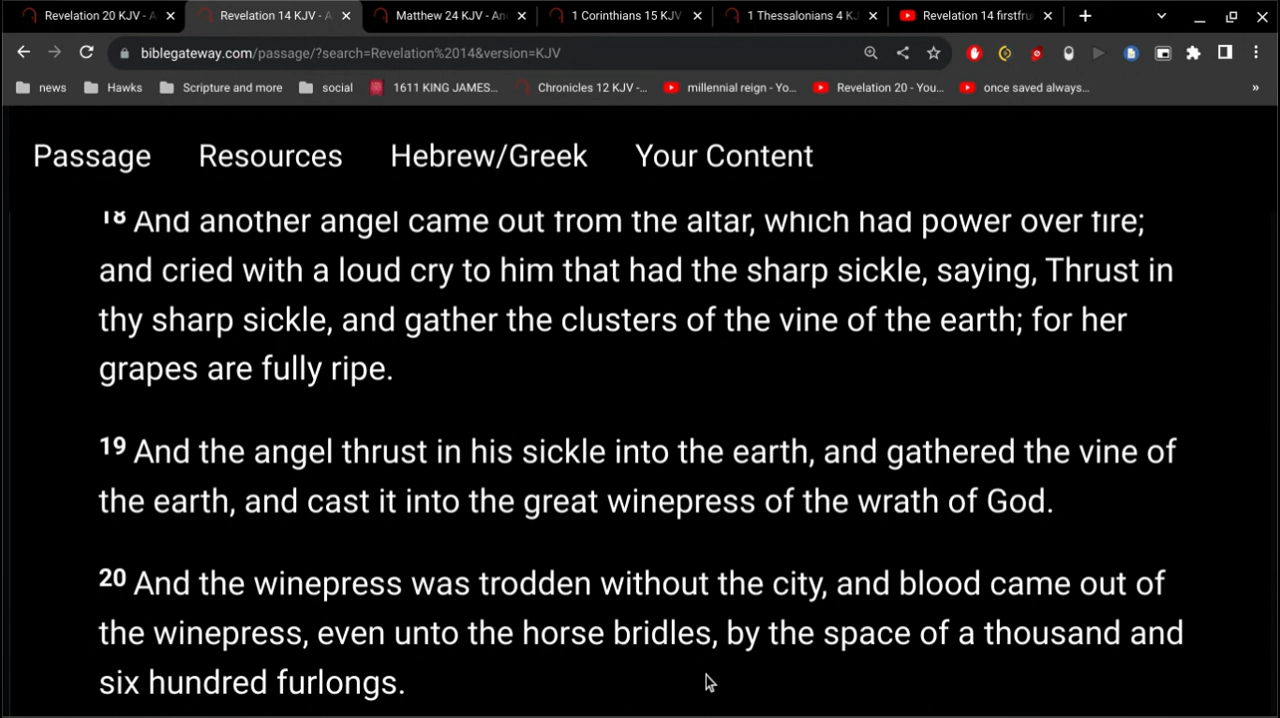 Revelation 20 KJV - A
Revelation 14 KJV - A
Matthew 24 KJV - An
1 Corinthians 15 KJV
1 Thessalonians 4 KJ
Revelation 14 firstfru
biblegateway.com/passage/?search=Revelation%2014&version=KJV
news
Hawks
Scripture and more
social
1611 KING JAMES...
Chronicles 12 KJV -...
millennial reign - Yo...
Revelation 20 - You...
once saved always...
»
Passage
Resources
Hebrew/Greek
Your Content
18 And another angel came out from the altar, which had power over fire;
and cried with a loud cry to him that had the sharp sickle, saying, Thrust in
thy sharp sickle, and gather the clusters of the vine of the earth; for her
grapes are fully ripe.
19 And the angel thrust in his sickle into the earth, and gathered the vine of
the earth, and cast it into the great winepress of the wrath of God.
20 And the winepress was trodden without the city, and blood came out of
the winepress, even unto the horse bridles, by the space of a thousand and
six hundred furlongs.